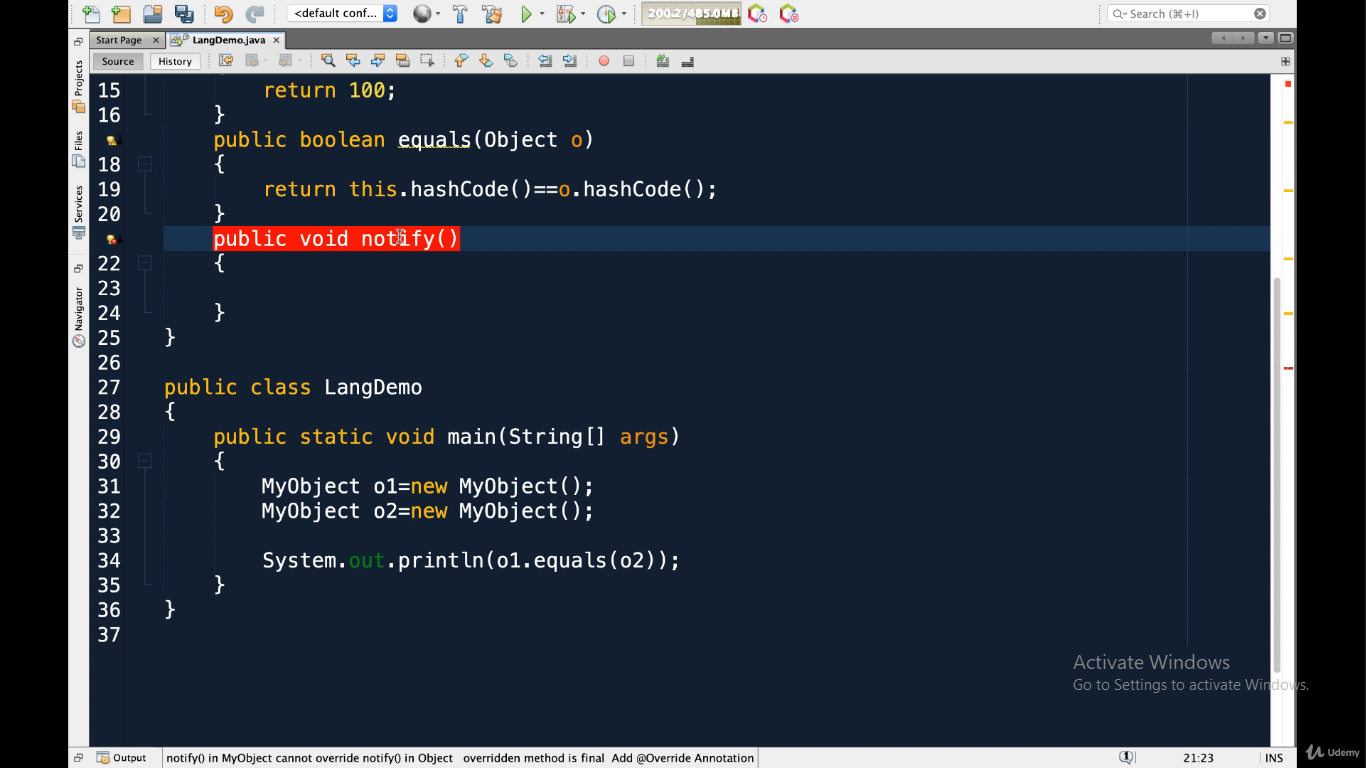 <default conf...
200.2/485.0MB
Search (⌘+I)
Start Page
LangDemo.java
Source
History
Projects
Files
Services
Navigator
15 return 100;
16 }
public boolean equals(Object o)
18 {
19 return this.hashCode()==o.hashCode();
20 }
public void notify()
22 {
23
24 }
25 }
26
27 public class LangDemo
28 {
29 public static void main(String[] args)
30 {
31 MyObject o1=new MyObject();
32 MyObject o2=new MyObject();
33
34 System.out.println(o1.equals(o2));
35 }
36 }
37
Activate Windows
Go to Settings to activate Windows.
Output
notify() in MyObject cannot override notify() in Object overridden method is final Add @Override Annotation
1
21:23
INS
Udemy